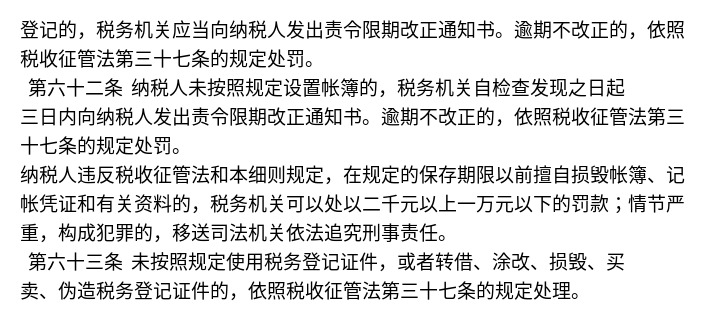 登记的，税务机关应当向纳税人发出责令限期改正通知书。逾期不改正的，依照
税收征管法第三十七条的规定处罚。
第六十二条 纳税人未按照规定设置帐簿的，税务机关自检查发现之日起
三日内向纳税人发出责令限期改正通知书。逾期不改正的，依照税收征管法第三
十七条的规定处罚。
纳税人违反税收征管法和本细则规定，在规定的保存期限以前擅自损毁帐簿、记
帐凭证和有关资料的，税务机关可以处以二千元以上一万元以下的罚款；情节严
重，构成犯罪的，移送司法机关依法追究刑事责任。
第六十三条 未按照规定使用税务登记证件，或者转借、涂改、损毁、买
卖、伪造税务登记证件的，依照税收征管法第三十七条的规定处理。